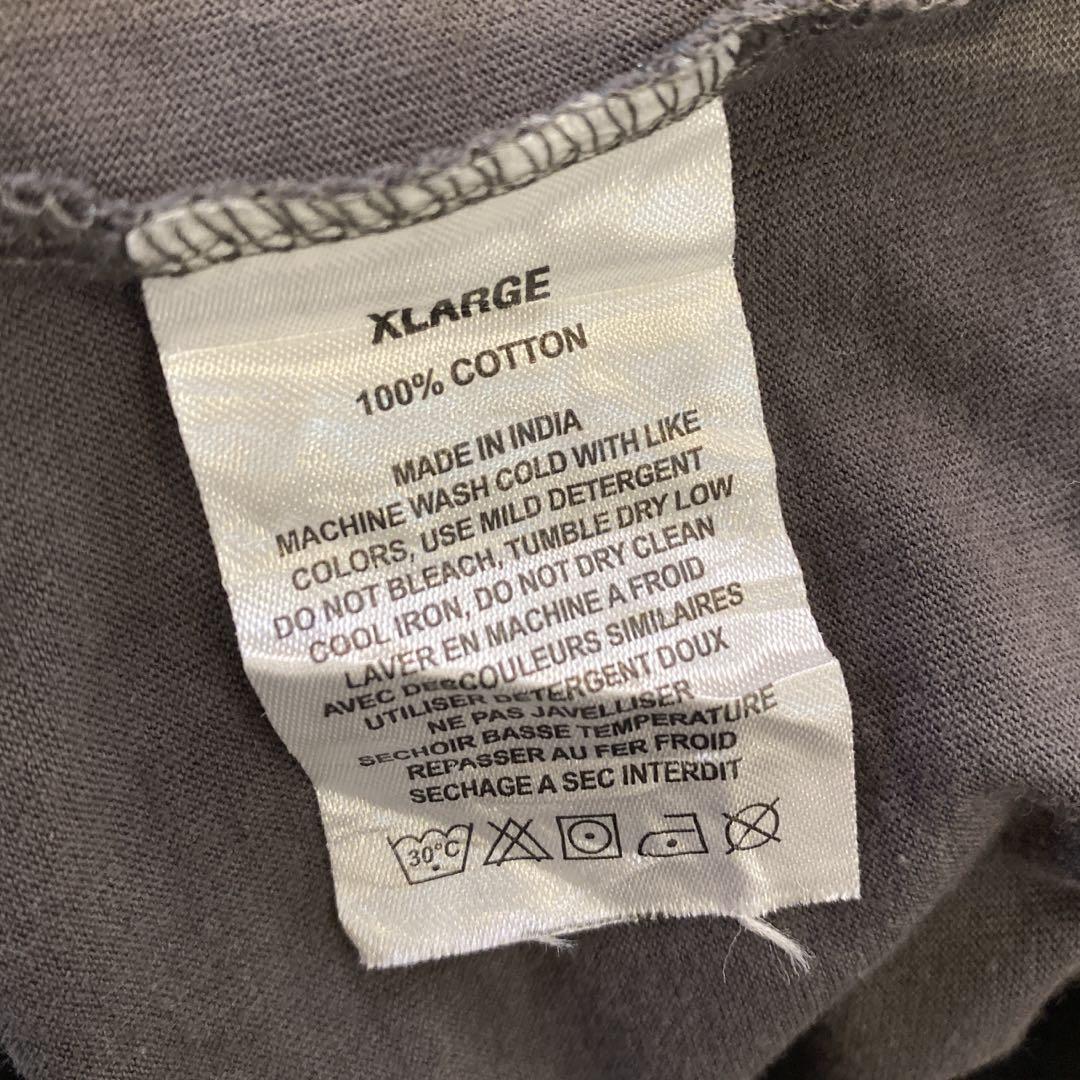 XLARGE
100% COTTON
MADE IN INDIA
MACHINE WASH COLD WITH LIKE
COLORS, USE MILD DETERGENT
DO NOT BLEACH, TUMBLE DRY LOW
COOL IRON, DO NOT DRY CLEAN
LAVER EN MACHINE A FROID
AVEC DES COULEURS SIMILAIRES
UTILISER DETERGENT DOUX
NE PAS JAVELLISER
SECHOIR BASSE TEMPERATURE
REPASSER AU FER FROID
SECHAGE A SEC INTERDIT
30°C